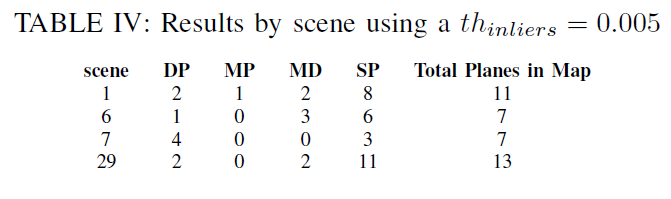 TABLE IV: Results by scene using a th_inliers = 0.005
scene DP MP MD SP Total Planes in Map
1 2 1 2 8 11
6 1 0 3 6 7
7 4 0 0 3 7
29 2 0 2 11 13